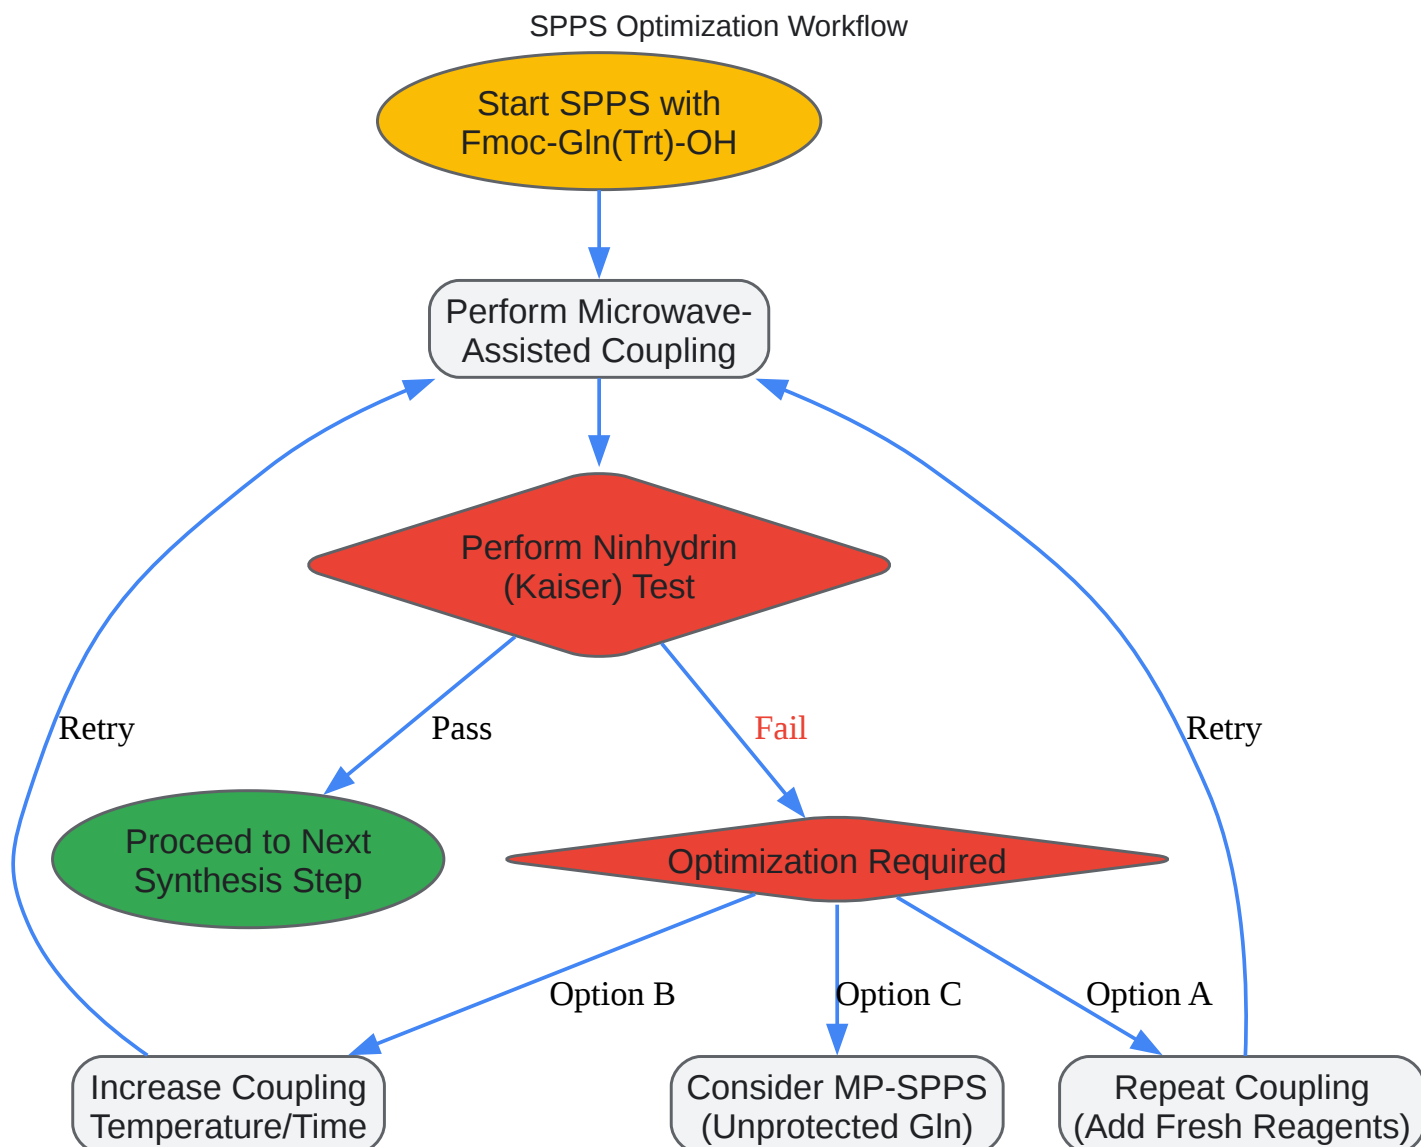 SPPS Optimization Workflow
Start SPPS with
Fmoc-Gln(Trt)-OH
Perform Microwave-
Assisted Coupling
Perform Ninhydrin
(Kaiser) Test
Retry
Pass
Fail
Retry
Proceed to Next
Synthesis Step
Optimization Required
Option B
Option C
Option A
Increase Coupling
Temperature/Time
Consider MP-SPPS
(Unprotected Gln)
Repeat Coupling
(Add Fresh Reagents)